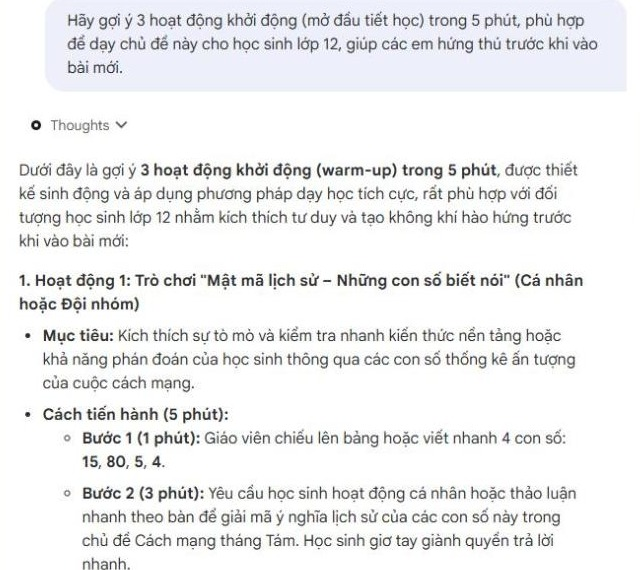 Hãy gợi ý 3 hoạt động khởi động (mở đầu tiết học) trong 5 phút, phù hợp
để dạy chủ đề này cho học sinh lớp 12, giúp các em hứng thú trước khi vào
bài mới.
Thoughts
Dưới đây là gợi ý 3 hoạt động khởi động (warm-up) trong 5 phút, được thiết
kế sinh động và áp dụng phương pháp dạy học tích cực, rất phù hợp với đối
tượng học sinh lớp 12 nhằm kích thích tư duy và tạo không khí hào hứng trước
khi vào bài mới:
1. Hoạt động 1: Trò chơi "Mật mã lịch sử – Những con số biết nói" (Cá nhân
hoặc Đội nhóm)
• Mục tiêu: Kích thích sự tò mò và kiểm tra nhanh kiến thức nền tảng hoặc
khả năng phán đoán của học sinh thông qua các con số thống kê ấn tượng
của cuộc cách mạng.
• Cách tiến hành (5 phút):
◦ Bước 1 (1 phút): Giáo viên chiếu lên bảng hoặc viết nhanh 4 con số:
15, 80, 5, 4.
◦ Bước 2 (3 phút): Yêu cầu học sinh hoạt động cá nhân hoặc thảo luận
nhanh theo bàn để giải mã ý nghĩa lịch sử của các con số này trong
chủ đề Cách mạng tháng Tám. Học sinh giơ tay giành quyền trả lời
nhanh.